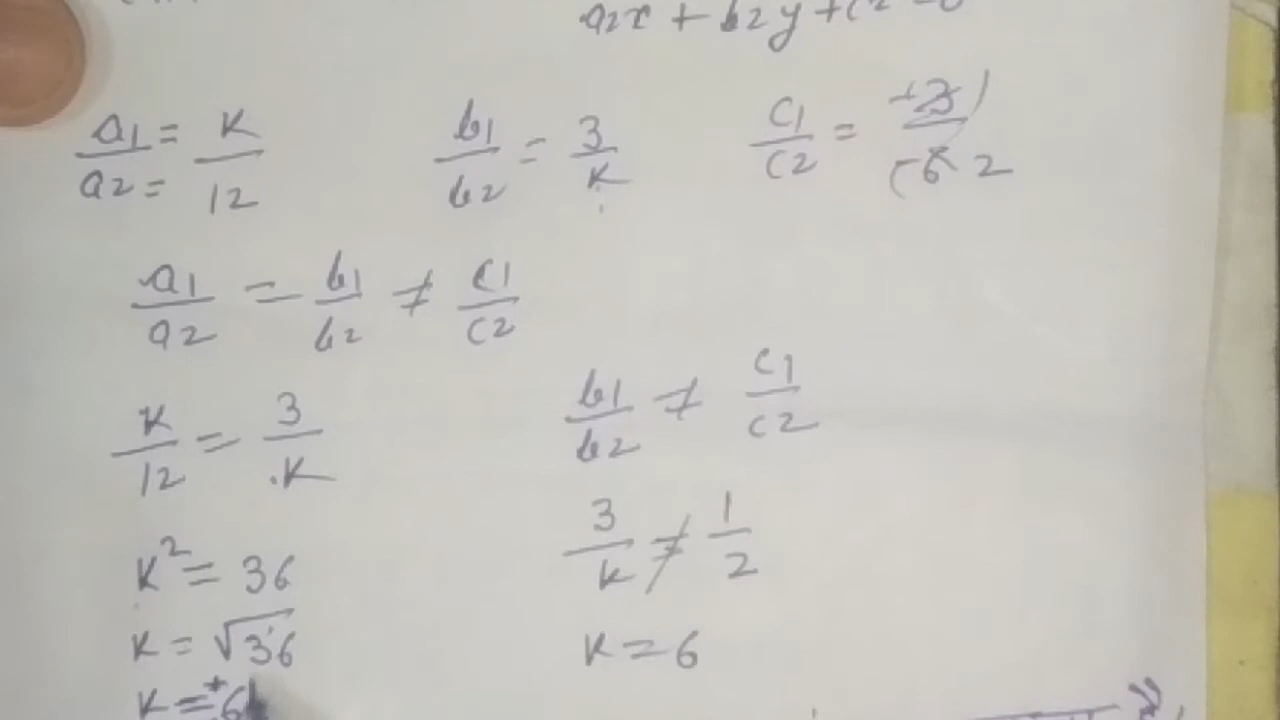 a2x + b2y + c2 = 0
a1/a2 = K/12 b1/b2 = 3/K c1/c2 = +3 1/-6 2
a1/a2 = b1/b2 ≠ c1/c2
b1/b2 ≠ c1/c2
K/12 = 3/K
3/K ≠ 1/2
K² = 36
K = √36 K = 6
K = ±6